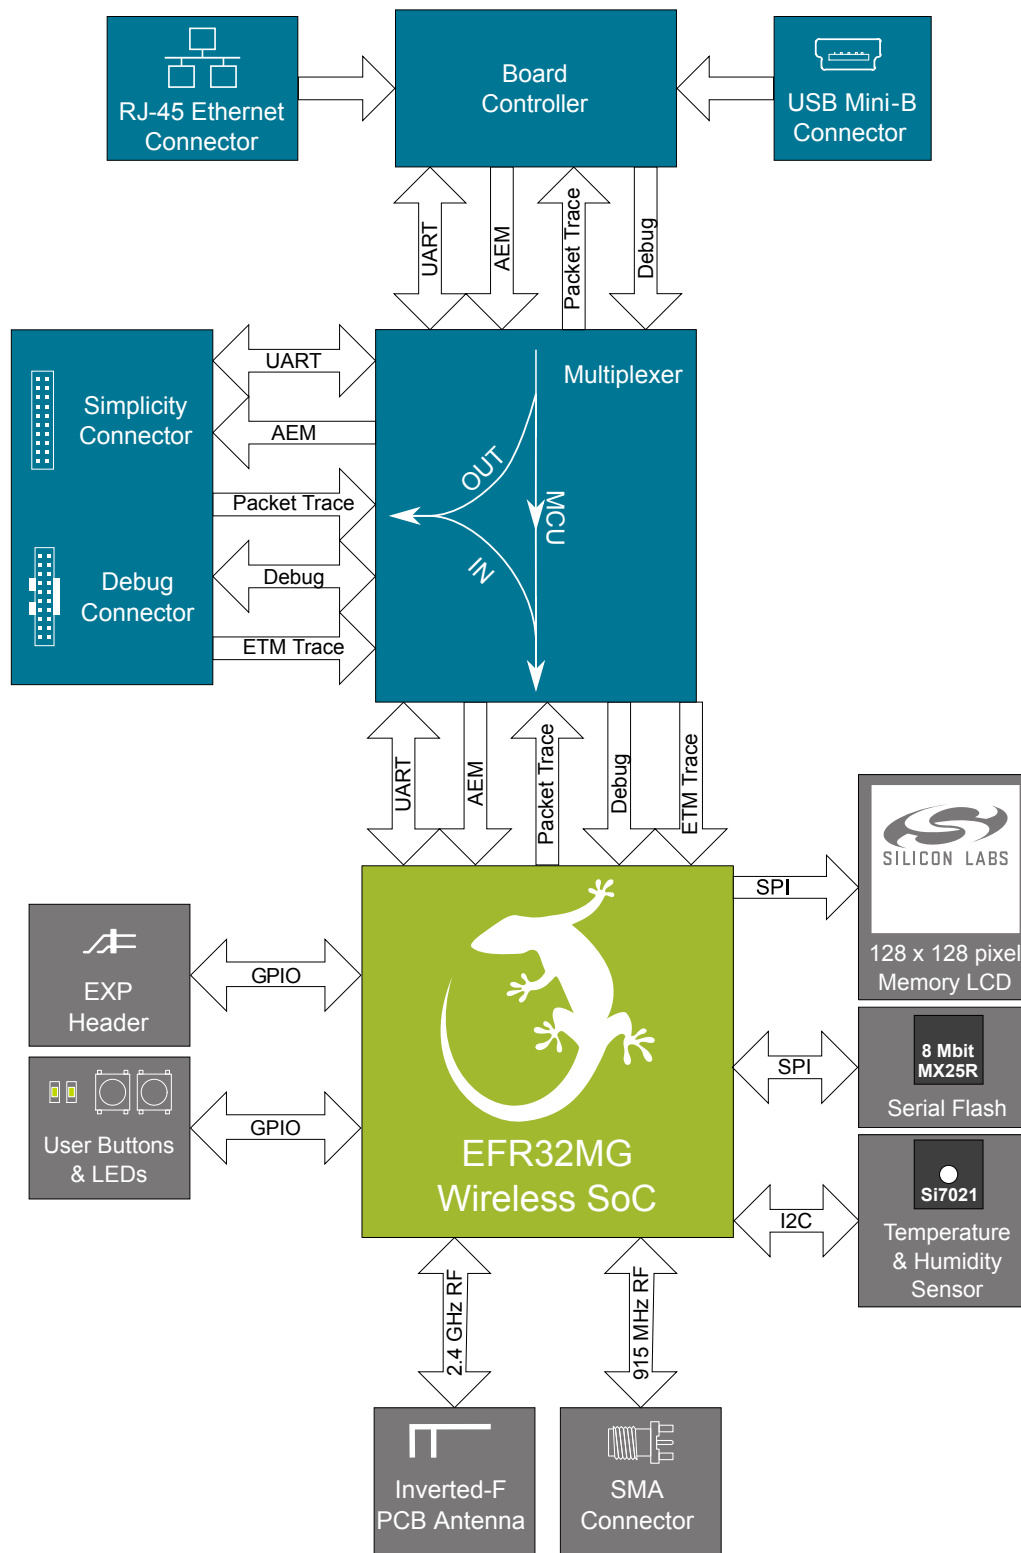 RJ-45 Ethernet
Connector
Board
Controller
USB Mini-B
Connector
UART
AEM
Packet Trace
Debug
Simplicity
Connector
Debug
Connector
UART
AEM
Packet Trace
Debug
ETM Trace
Multiplexer
OUT
MCU
IN
UART
AEM
Packet Trace
Debug
ETM Trace
EXP
Header
GPIO
User Buttons
& LEDs
GPIO
EFR32MG
Wireless SoC
SPI
SILICON LABS
128 x 128 pixel
Memory LCD
SPI
8 Mbit
MX25R
Serial Flash
I2C
Si7021
Temperature
& Humidity
Sensor
2.4 GHz RF
915 MHz RF
Inverted-F
PCB Antenna
SMA
Connector